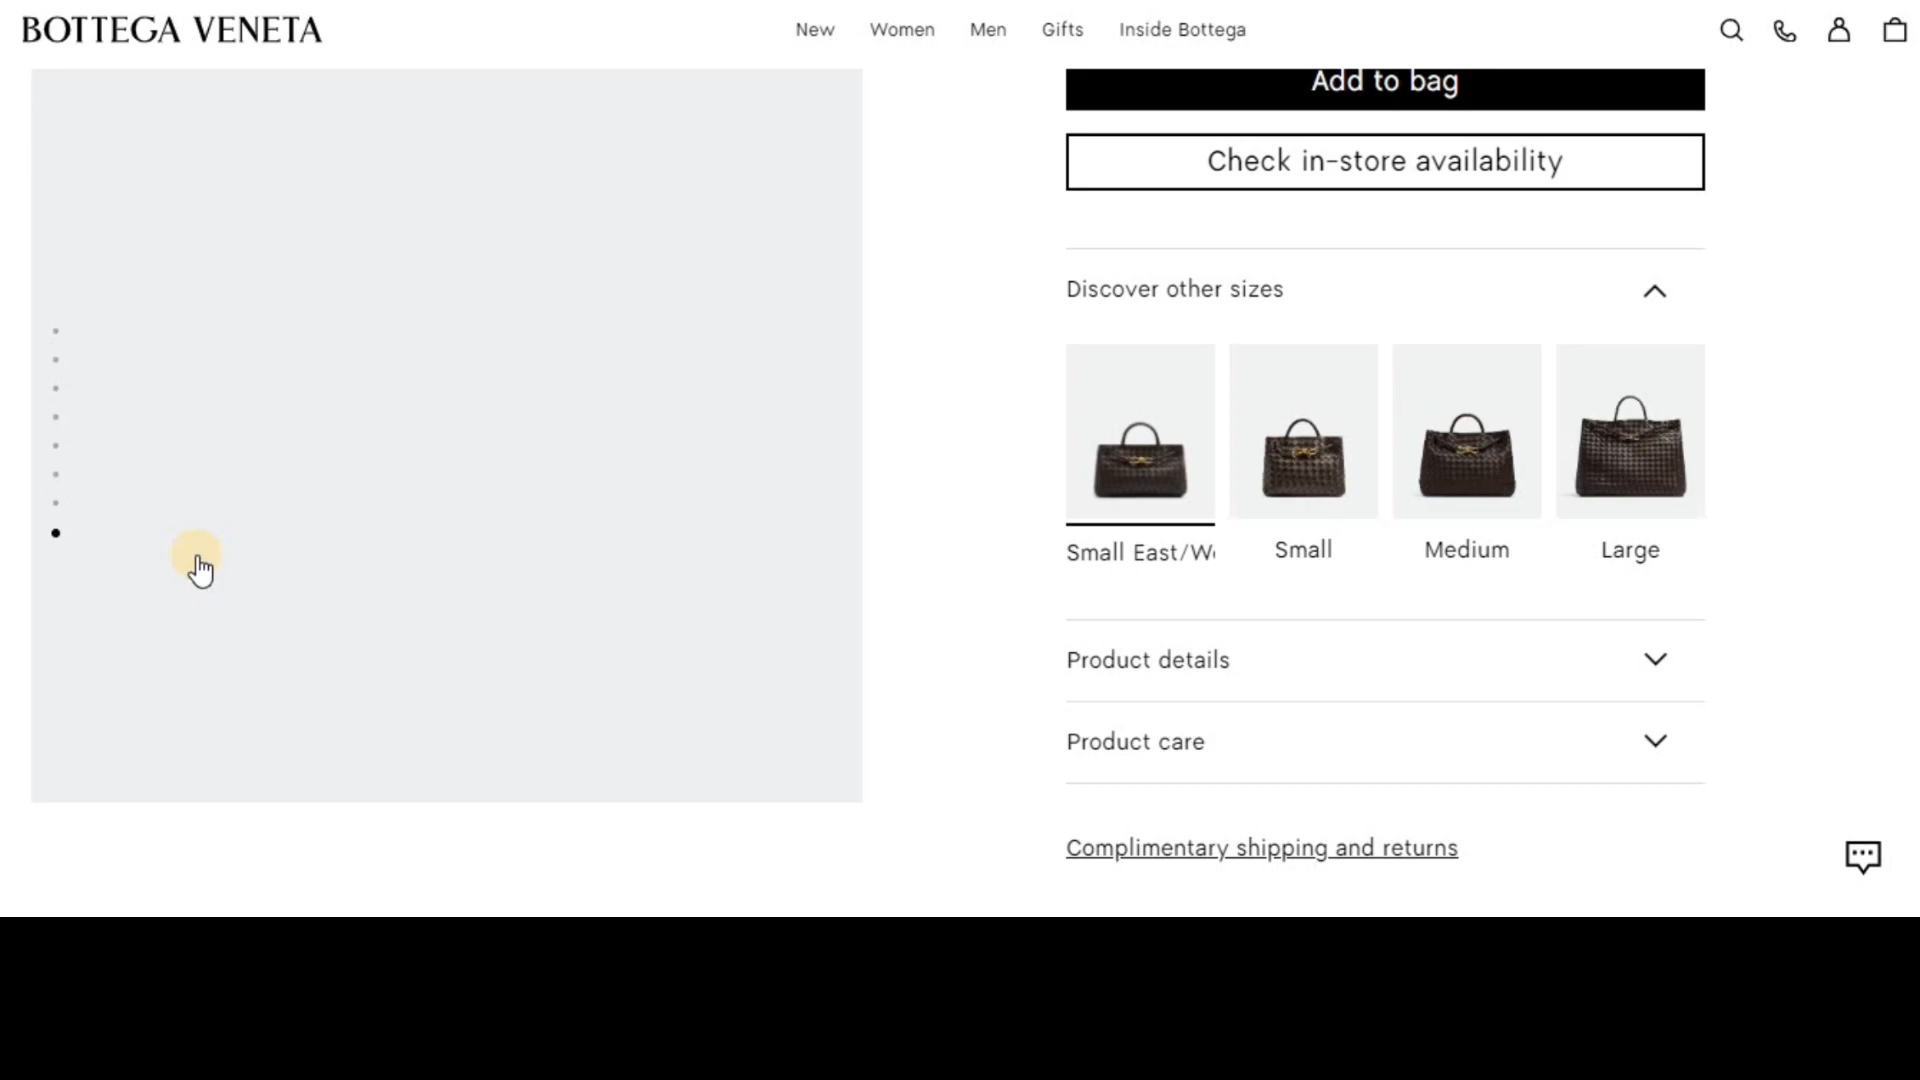 BOTTEGA VENETA
New
Women
Men
Gifts
Inside Bottega
Add to bag
Check in-store availability
Discover other sizes
Small East/W
Small
Medium
Large
Product details
Product care
Complimentary shipping and returns